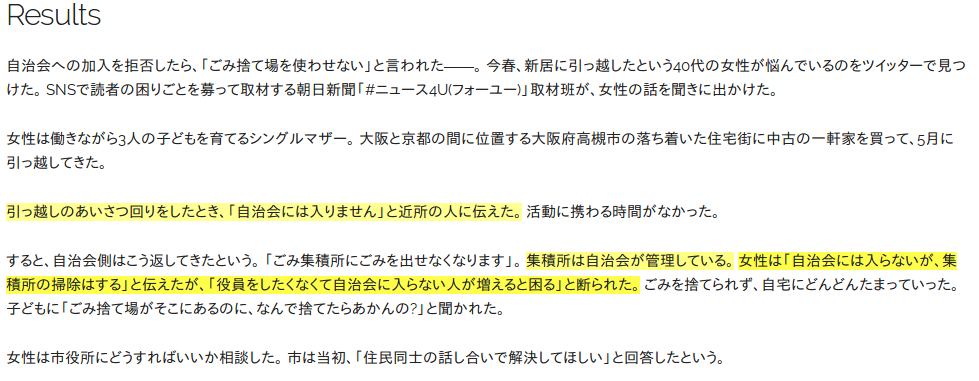 Results
自治会への加入を拒否したら、「ごみ捨て場を使わせない」と言われた――。今春、新居に引っ越したという40代の女性が悩んでいるのをツイッターで見つ
けた。SNSで読者の困りごとを募って取材する朝日新聞「#ニュース4U(フォーユー)」取材班が、女性の話を聞きに出かけた。
女性は働きながら3人の子どもを育てるシングルマザー。大阪と京都の間に位置する大阪府高槻市の落ち着いた住宅街に中古の一軒家を買って、5月に
引っ越してきた。
引っ越しのあいさつ回りをしたとき、「自治会には入りません」と近所の人に伝えた。活動に携わる時間がなかった。
すると、自治会側はこう返してきたという。「ごみ集積所にごみを出せなくなります」。集積所は自治会が管理している。女性は「自治会には入らないが、集
積所の掃除はする」と伝えたが、「役員をしたくなくて自治会に入らない人が増えると困る」と断られた。ごみを捨てられず、自宅にどんどんたまっていった。
子どもに「ごみ捨て場がそこにあるのに、なんで捨てたらあかんの?」と聞かれた。
女性は市役所にどうすればいいか相談した。市は当初、「住民同士の話し合いで解決してほしい」と回答したという。